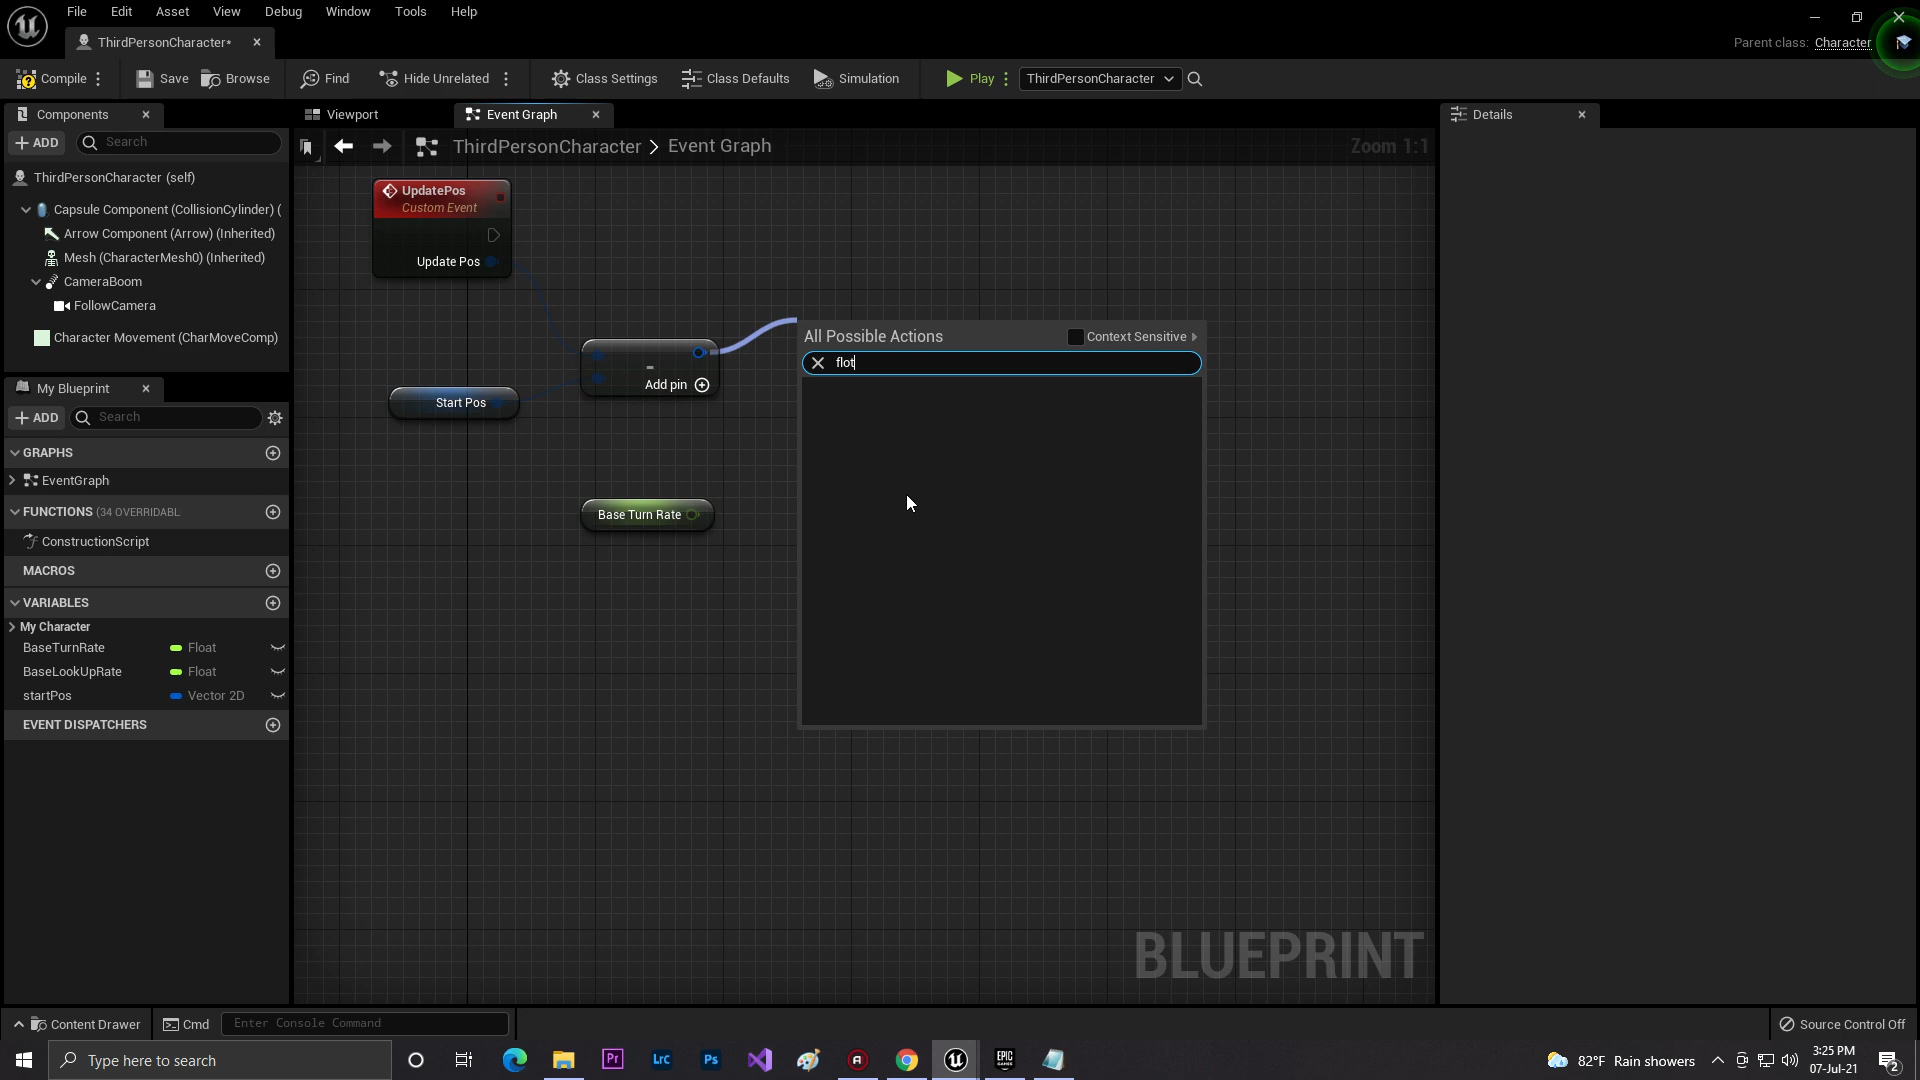 File Edit Asset View Debug Window Tools Help
ThirdPersonCharacter*
Parent class: Character
Compile Save Browse Find Hide Unrelated Class Settings Class Defaults Simulation Play ThirdPersonCharacter
Components Viewport Event Graph Details
ADD Search
ThirdPersonCharacter > Event Graph Zoom 1:1
ThirdPersonCharacter (self)
Capsule Component (CollisionCylinder) (
Arrow Component (Arrow) (Inherited)
Mesh (CharacterMesh0) (Inherited)
CameraBoom
FollowCamera
Character Movement (CharMoveComp)
My Blueprint
ADD Search
GRAPHS
EventGraph
FUNCTIONS (34 OVERRIDABL
ConstructionScript
MACROS
VARIABLES
My Character
BaseTurnRate Float
BaseLookUpRate Float
startPos Vector 2D
EVENT DISPATCHERS
UpdatePos
Custom Event
Update Pos
Start Pos
-
Add pin
Base Turn Rate
All Possible Actions Context Sensitive
flot
BLUEPRINT
Content Drawer Cmd Enter Console Command Source Control Off
Type here to search Pr Lrc Ps EPIC GAMES 82°F Rain showers 3:25 PM
07-Jul-21 2